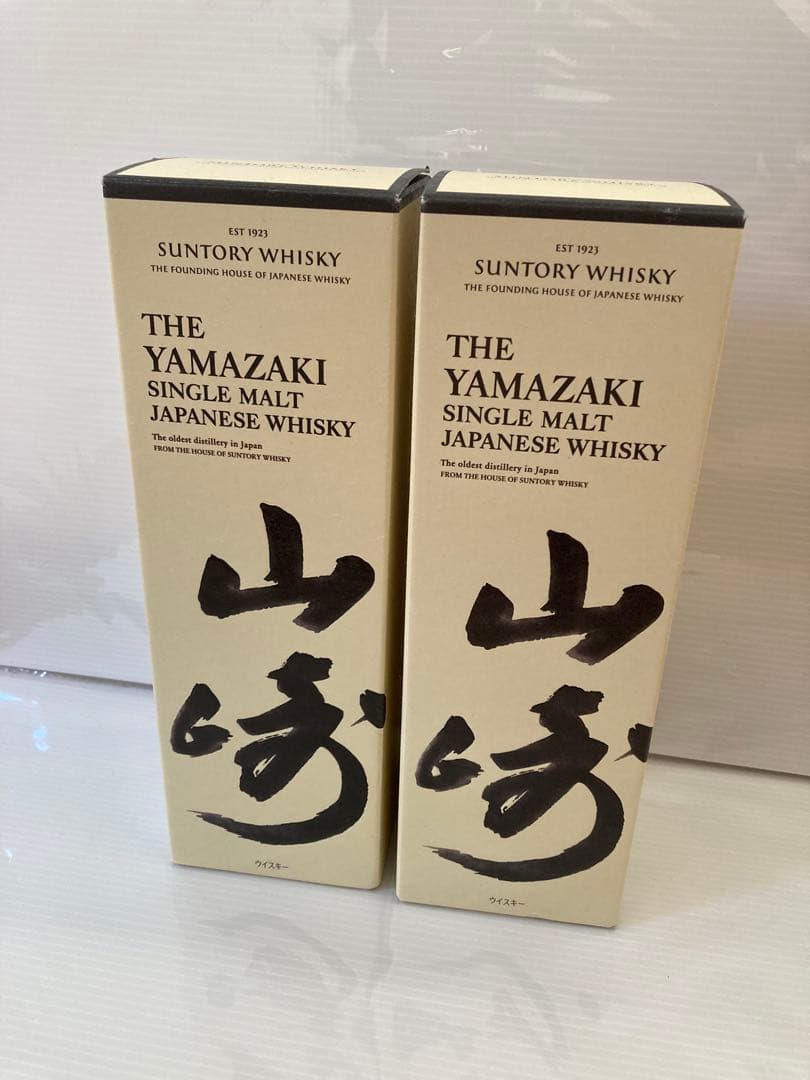 EST 1923
SUNTORY WHISKY
THE FOUNDING HOUSE OF JAPANESE WHISKY
THE
YAMAZAKI
SINGLE MALT
JAPANESE WHISKY
The oldest distillery in Japan
FROM THE HOUSE OF SUNTORY WHISKY
山
崎
ウイスキー
EST 1923
SUNTORY WHISKY
THE FOUNDING HOUSE OF JAPANESE WHISKY
THE
YAMAZAKI
SINGLE MALT
JAPANESE WHISKY
The oldest distillery in Japan
FROM THE HOUSE OF SUNTORY WHISKY
山
崎
ウイスキー